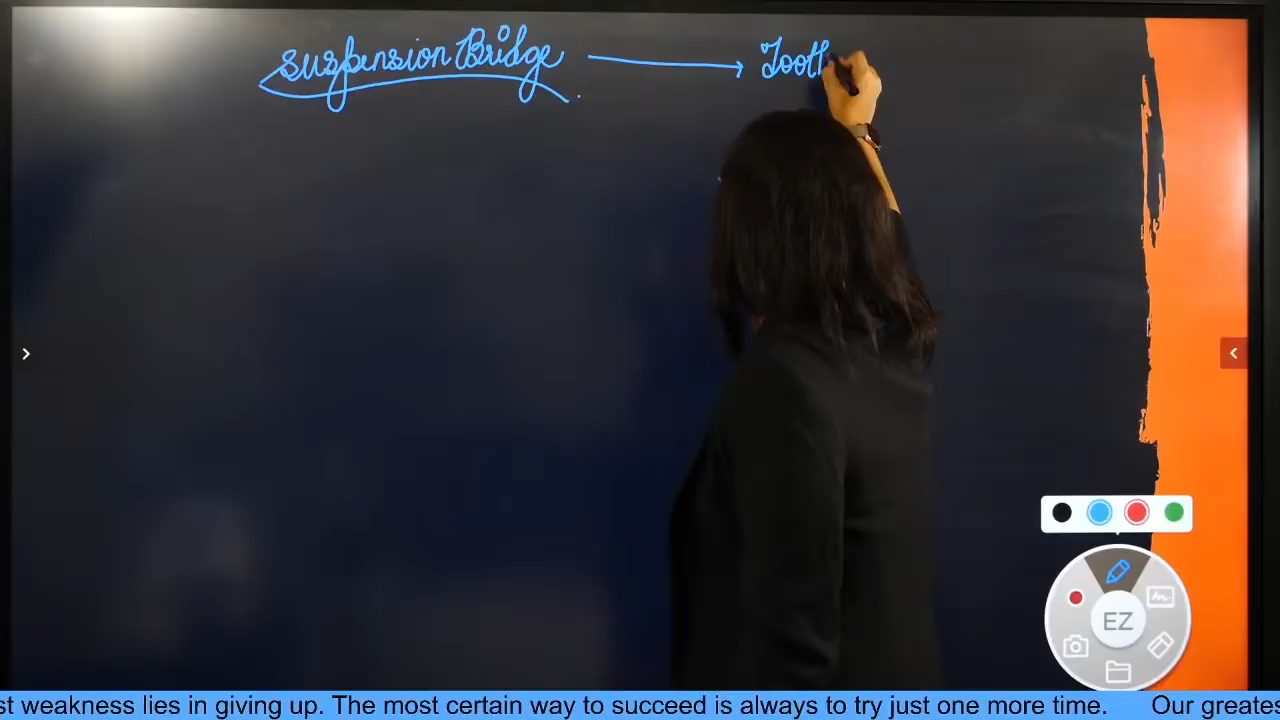 suspension Bridge → Toot
EZ
st weakness lies in giving up. The most certain way to succeed is always to try just one more time. Our greates